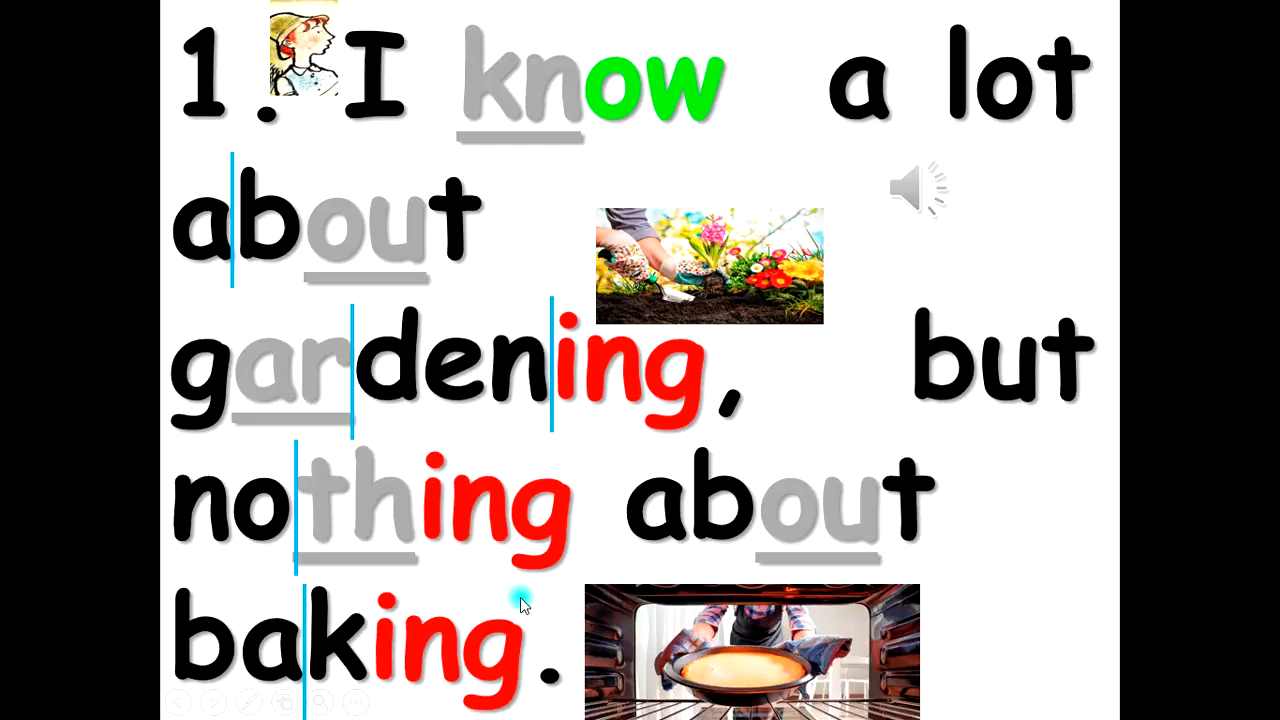 1. I know a lot
about
gardening, but
nothing about
baking.